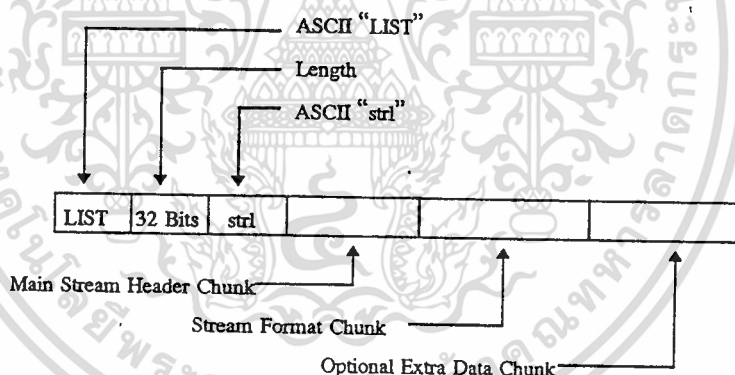 ASCII “LIST”
Length
ASCII “strl”
LIST 32 Bits strl
Main Stream Header Chunk
Stream Format Chunk
Optional Extra Data Chunk